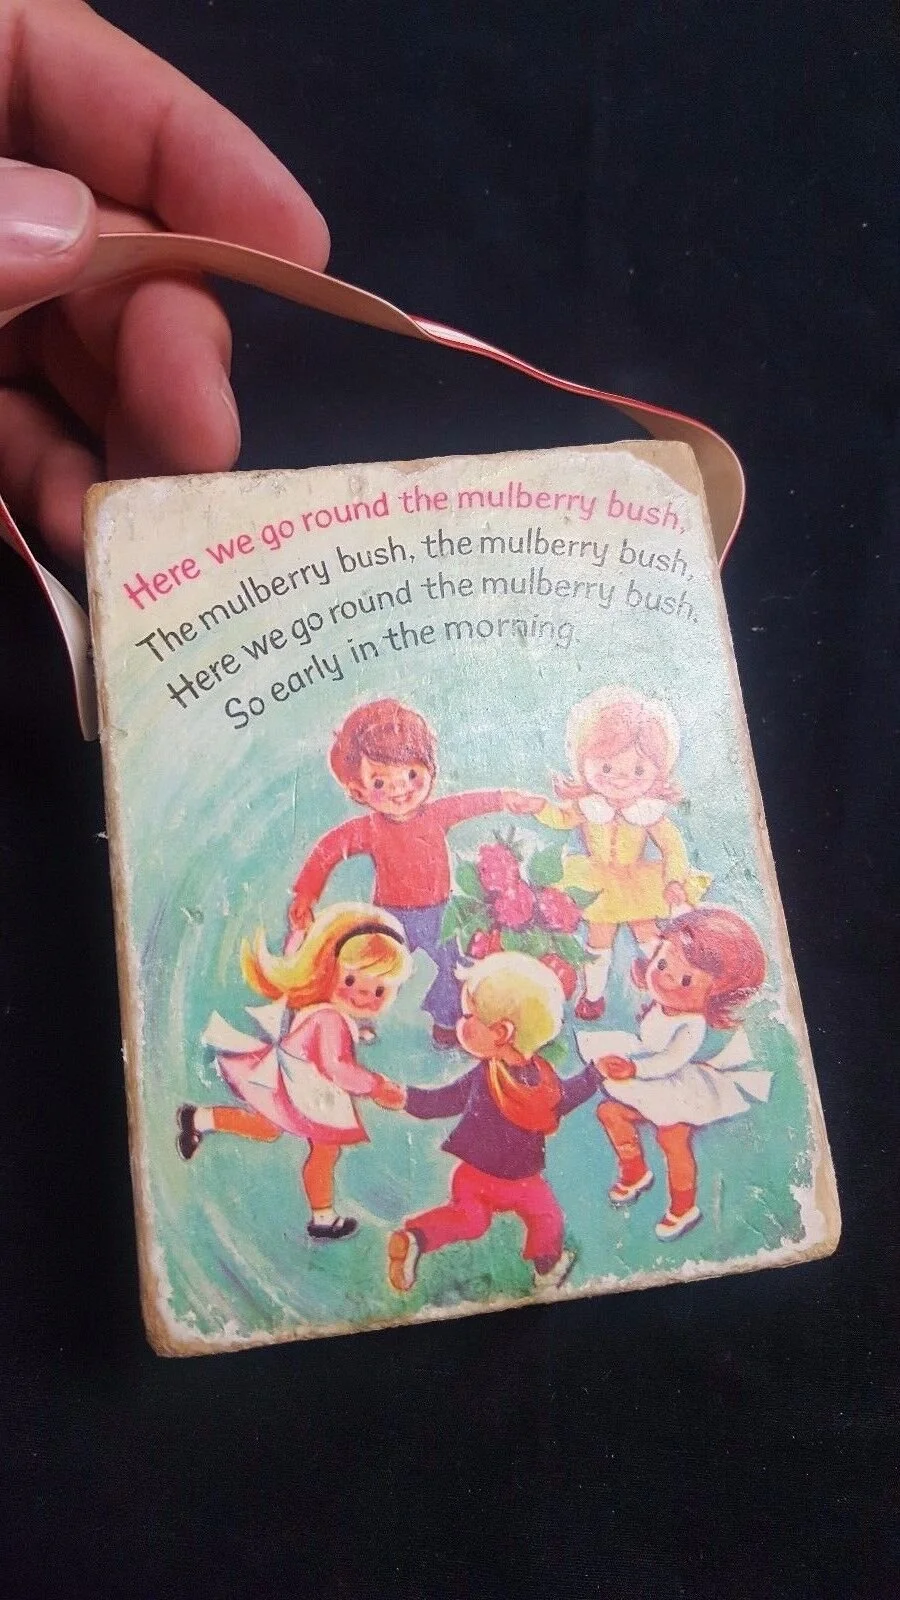 Here we go round the mulberry bush,
The mulberry bush, the mulberry bush,
Here we go round the mulberry bush.
So early in the morning.